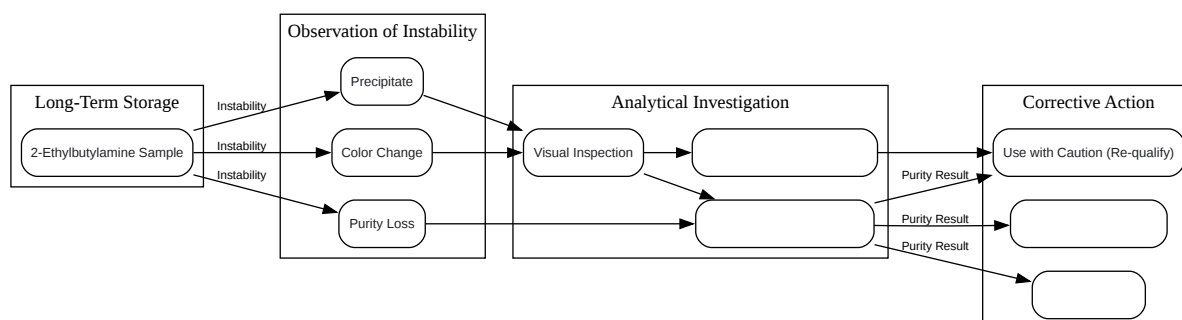 Long-Term Storage
2-Ethylbutylamine Sample
Instability
Instability
Instability
Observation of Instability
Precipitate
Color Change
Purity Loss
Analytical Investigation
Visual Inspection
Purity Result
Purity Result
Purity Result
Corrective Action
Use with Caution (Re-qualify)